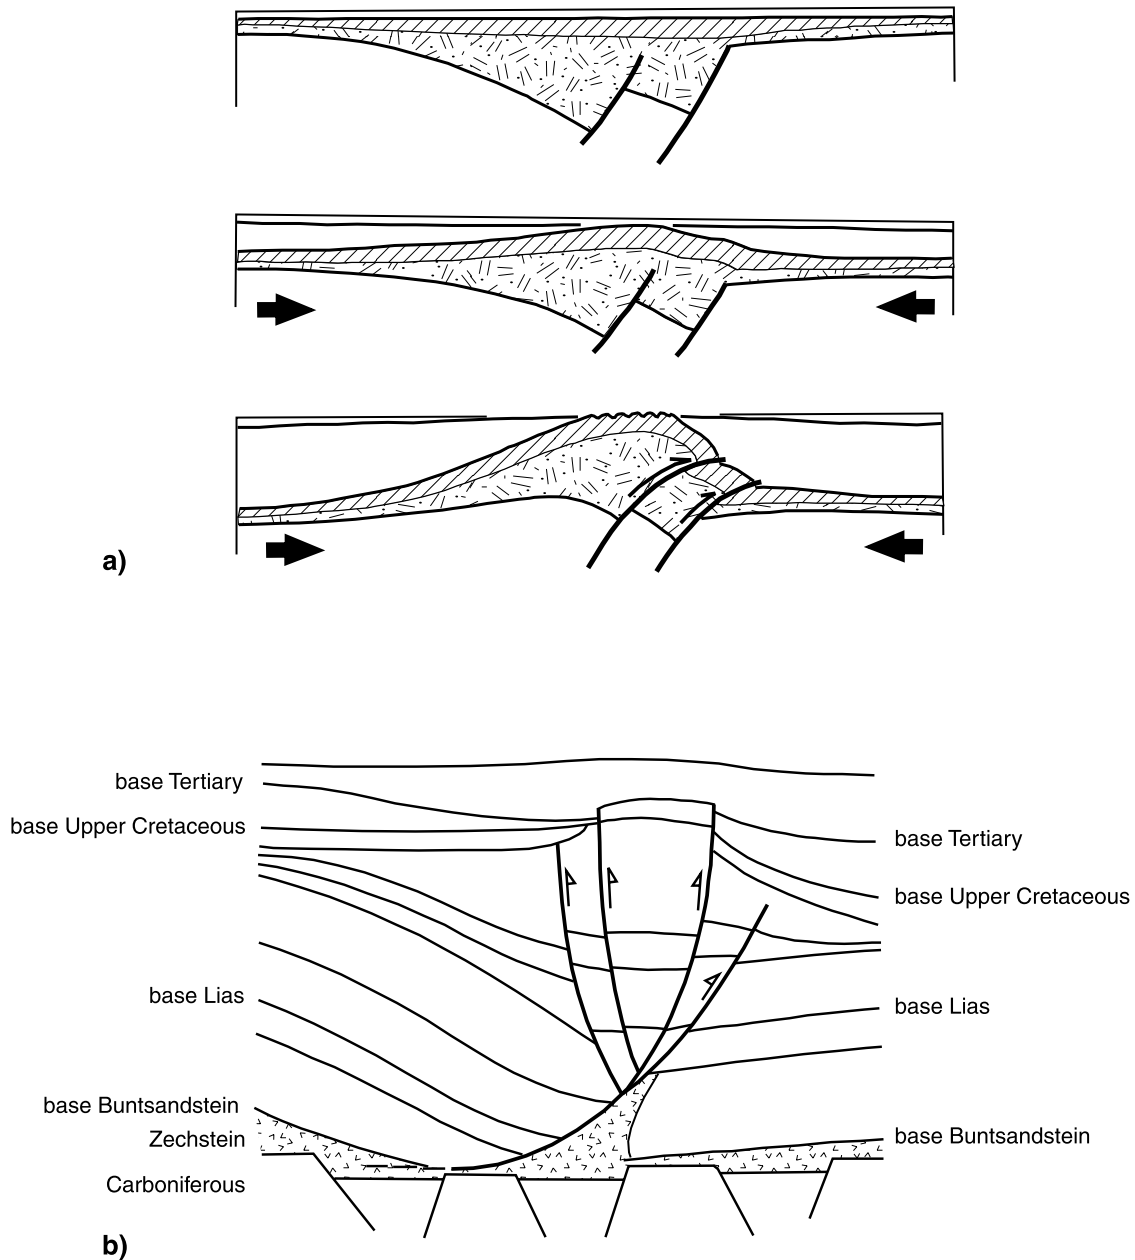 a)
base Tertiary
base Upper Cretaceous
base Tertiary
base Upper Cretaceous
base Lias
base Lias
base Buntsandstein
Zechstein
base Buntsandstein
Carboniferous
b)